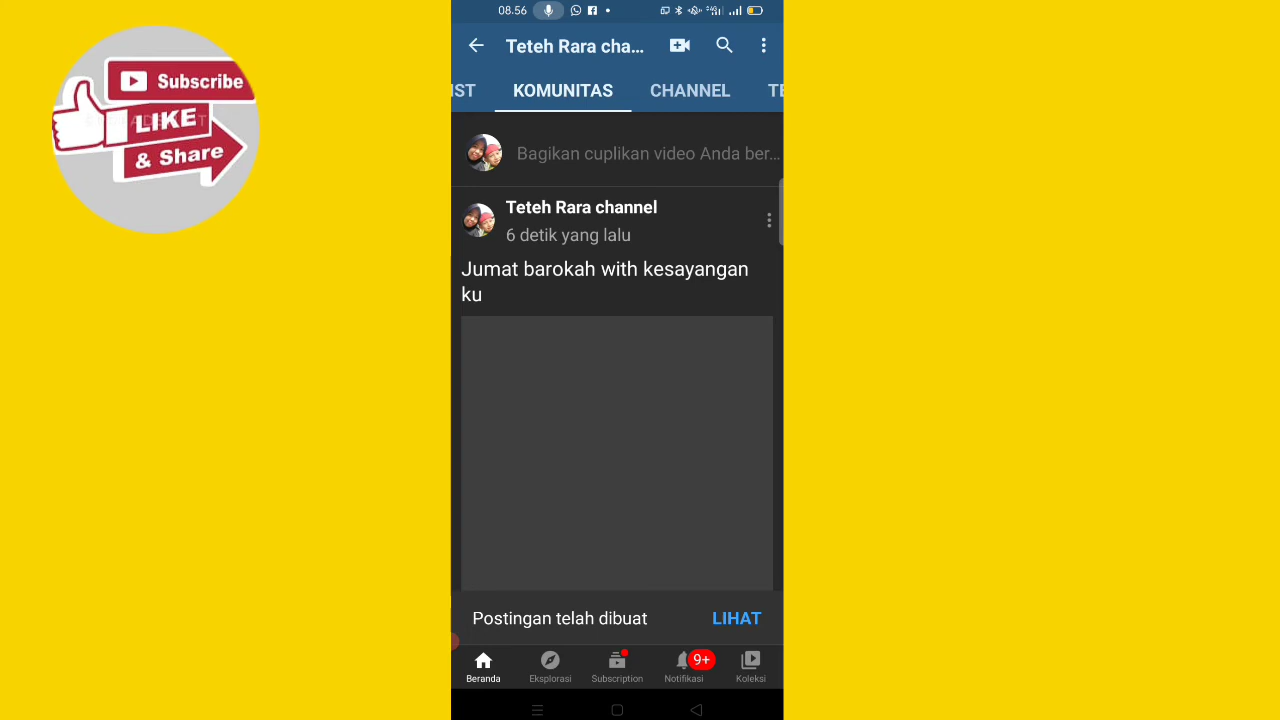 Subscribe
LIKE
& Share
08.56
Teteh Rara cha...
IST KOMUNITAS CHANNEL TE
Bagikan cuplikan video Anda ber...
Teteh Rara channel
6 detik yang lalu
Jumat barokah with kesayangan
ku
Postingan telah dibuat LIHAT
9+
Beranda Eksplorasi Subscription Notifikasi Koleksi